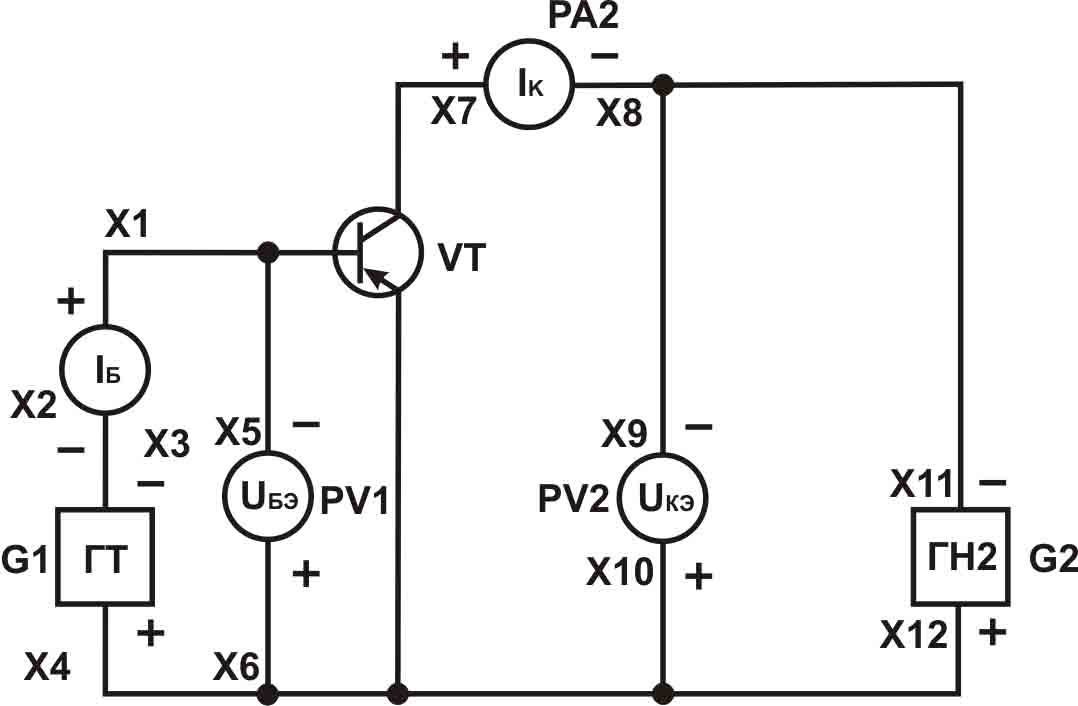 PA2
+
−
IК
X7
X8
X1
VT
+
IБ
X2
−
X3
−
X5
−
UБЭ
PV1
+
X9
−
PV2
UКЭ
X10
+
X11
−
G1
ГТ
+
X4
X6
ГН2
G2
X12
+